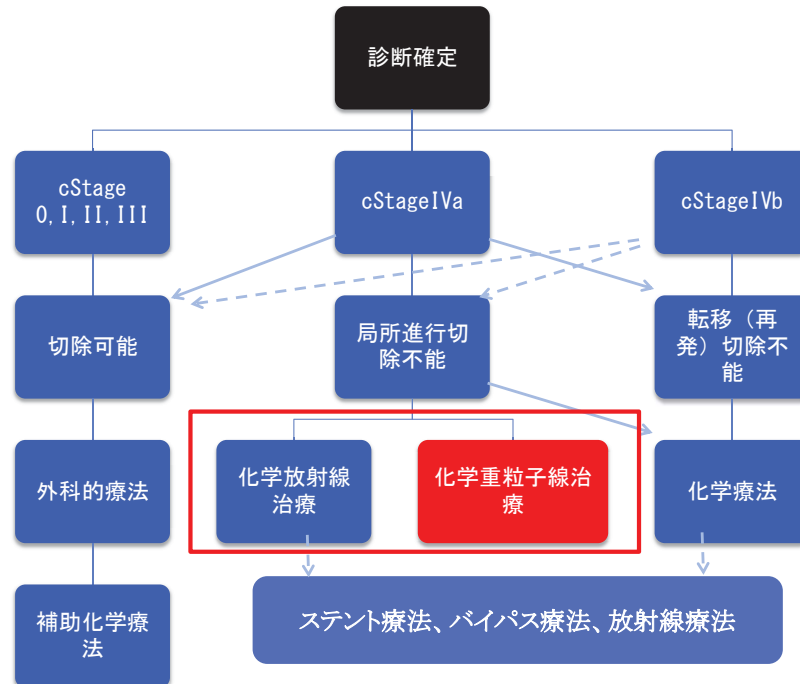 診断確定
cStage
0, I, II, III
cStageIVa
cStageIVb
切除可能
局所進行切
除不能
転移（再
発）切除不
能
外科的療法
化学放射線
治療
化学重粒子線治
療
化学療法
補助化学療
法
ステント療法、バイパス療法、放射線療法